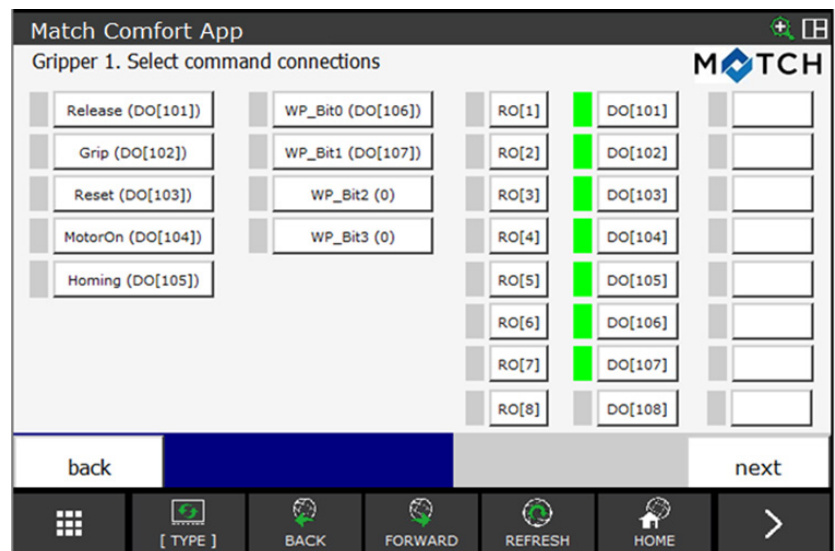 Match Comfort App
Gripper 1. Select command connections
MATCH
Release (DO[101]) WP_Bit0 (DO[106]) RO[1] DO[101]
Grip (DO[102]) WP_Bit1 (DO[107]) RO[2] DO[102]
Reset (DO[103]) WP_Bit2 (0) RO[3] DO[103]
MotorOn (DO[104]) WP_Bit3 (0) RO[4] DO[104]
Homing (DO[105]) RO[5] DO[105]
RO[6] DO[106]
RO[7] DO[107]
RO[8] DO[108]
back next
[ TYPE ] BACK FORWARD REFRESH HOME